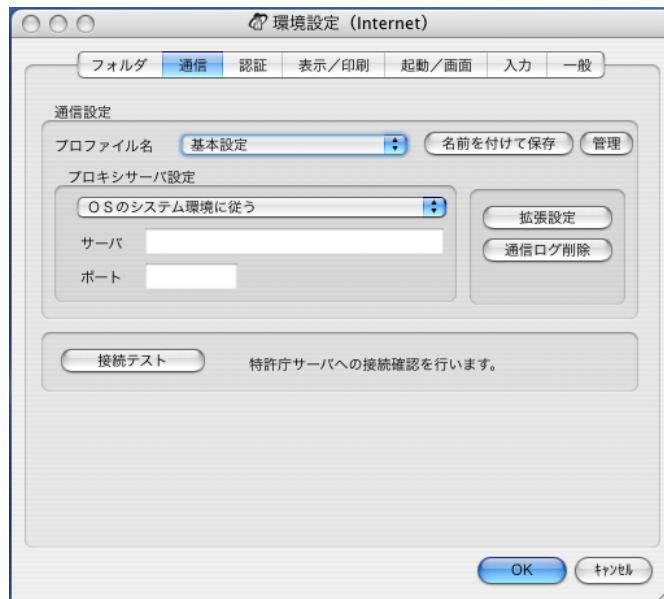 環境設定（Internet）
フォルダ 通信 認証 表示／印刷 起動／画面 入力 一般
通信設定
プロファイル名 基本設定 名前を付けて保存 管理
プロキシサーバ設定
ＯＳのシステム環境に従う
拡張設定
サーバ
通信ログ削除
ポート
接続テスト 特許庁サーバへの接続確認を行います。
OK ｷｬﾝｾﾙ